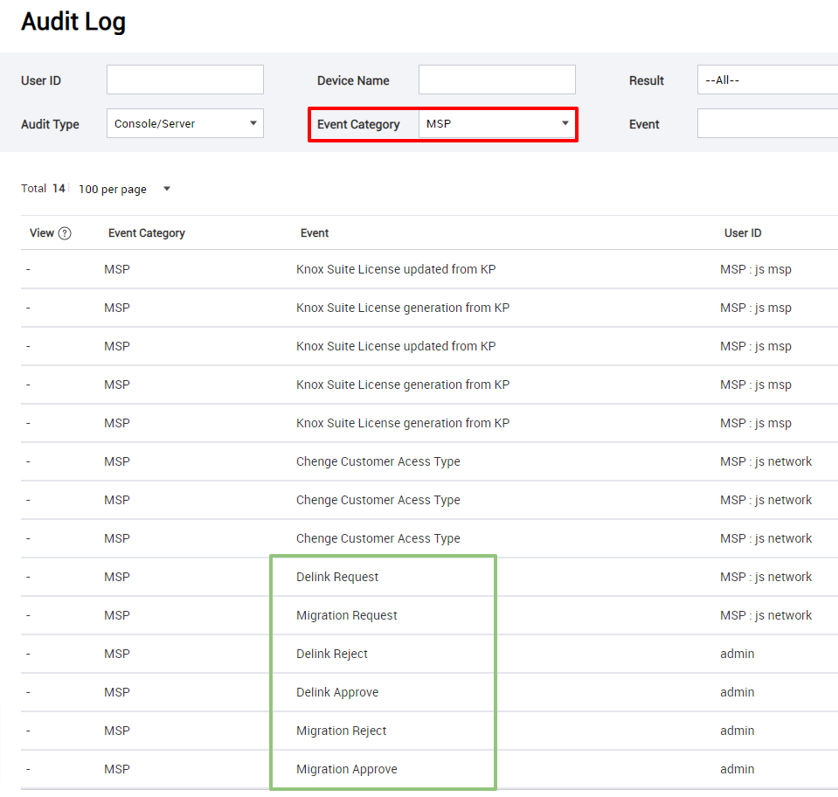 Audit Log
User ID Device Name Result --All--
Audit Type Console/Server Event Category MSP Event
Total 14 100 per page
View ? Event Category Event User ID
- MSP Knox Suite License updated from KP MSP : js msp
- MSP Knox Suite License generation from KP MSP : js msp
- MSP Knox Suite License updated from KP MSP : js msp
- MSP Knox Suite License generation from KP MSP : js msp
- MSP Knox Suite License generation from KP MSP : js msp
- MSP Chenge Customer Acess Type MSP : js network
- MSP Chenge Customer Acess Type MSP : js network
- MSP Chenge Customer Acess Type MSP : js network
- MSP Delink Request MSP : js network
- MSP Migration Request MSP : js network
- MSP Delink Reject admin
- MSP Delink Approve admin
- MSP Migration Reject admin
- MSP Migration Approve admin